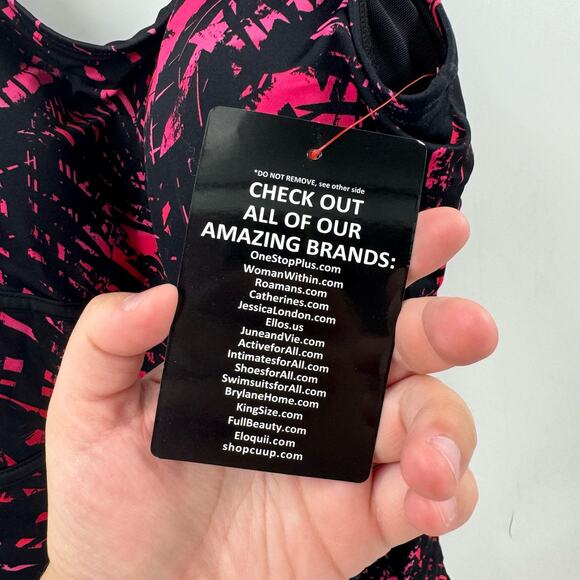 *DO NOT REMOVE, see other side
CHECK OUT
ALL OF OUR
AMAZING BRANDS:
OneStopPlus.com
WomanWithin.com
Roamans.com
Catherines.com
JessicaLondon.com
Ellos.us
JuneandVie.com
ActiveforAll.com
IntimatesforAll.com
ShoesforAll.com
SwimsuitsforAll.com
BrylaneHome.com
KingSize.com
FullBeauty.com
Eloquii.com
shopcuup.com